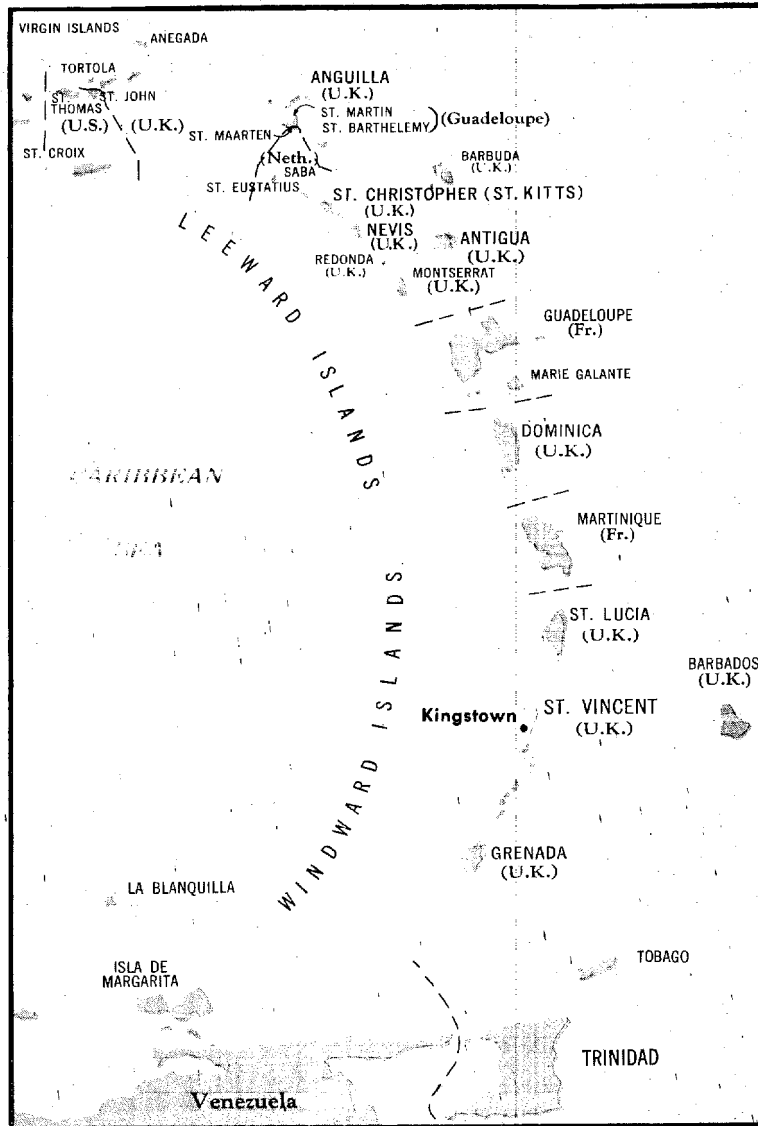 VIRGIN ISLANDS
ANEGADA
TORTOLA
ST. THOMAS
ST. JOHN
(U.S.)
(U.K.)
ST. CROIX
ANGUILLA
(U.K.)
ST. MARTIN
ST. BARTHELEMY
(Guadeloupe)
ST. MAARTEN
(Neth.)
SABA
ST. EUSTATIUS
BARBUDA
(U.K.)
ST. CHRISTOPHER (ST. KITTS)
(U.K.)
NEVIS
(U.K.)
ANTIGUA
(U.K.)
REDONDA
(U.K.)
MONTSERRAT
(U.K.)
LEEWARD ISLANDS
GUADELOUPE
(Fr.)
MARIE GALANTE
DOMINICA
(U.K.)
CARIBBEAN
SEA
MARTINIQUE
(Fr.)
WINDWARD ISLANDS
ST. LUCIA
(U.K.)
BARBADOS
(U.K.)
Kingstown
ST. VINCENT
(U.K.)
GRENADA
(U.K.)
LA BLANQUILLA
ISLA DE
MARGARITA
TOBAGO
TRINIDAD
Venezuela